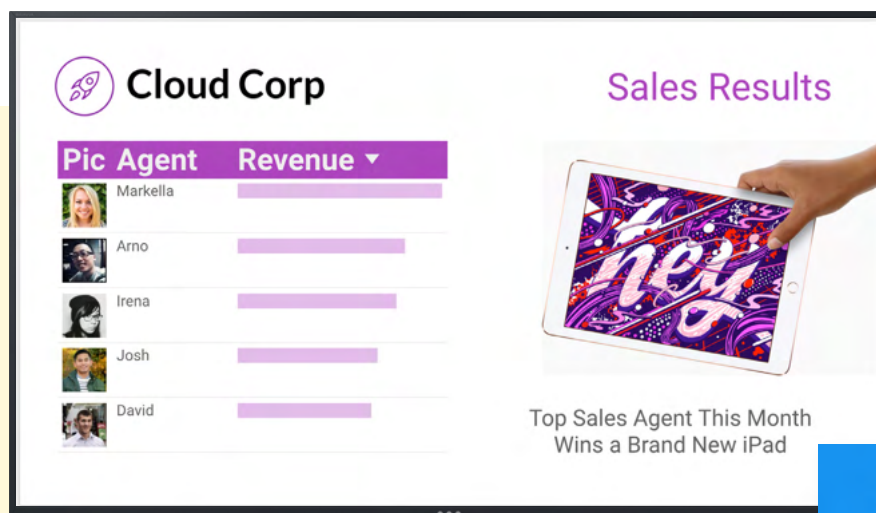 Cloud Corp
Sales Results
Pic Agent Revenue
Markella
Arno
Irena
Josh
David
hey
Top Sales Agent This Month
Wins a Brand New iPad